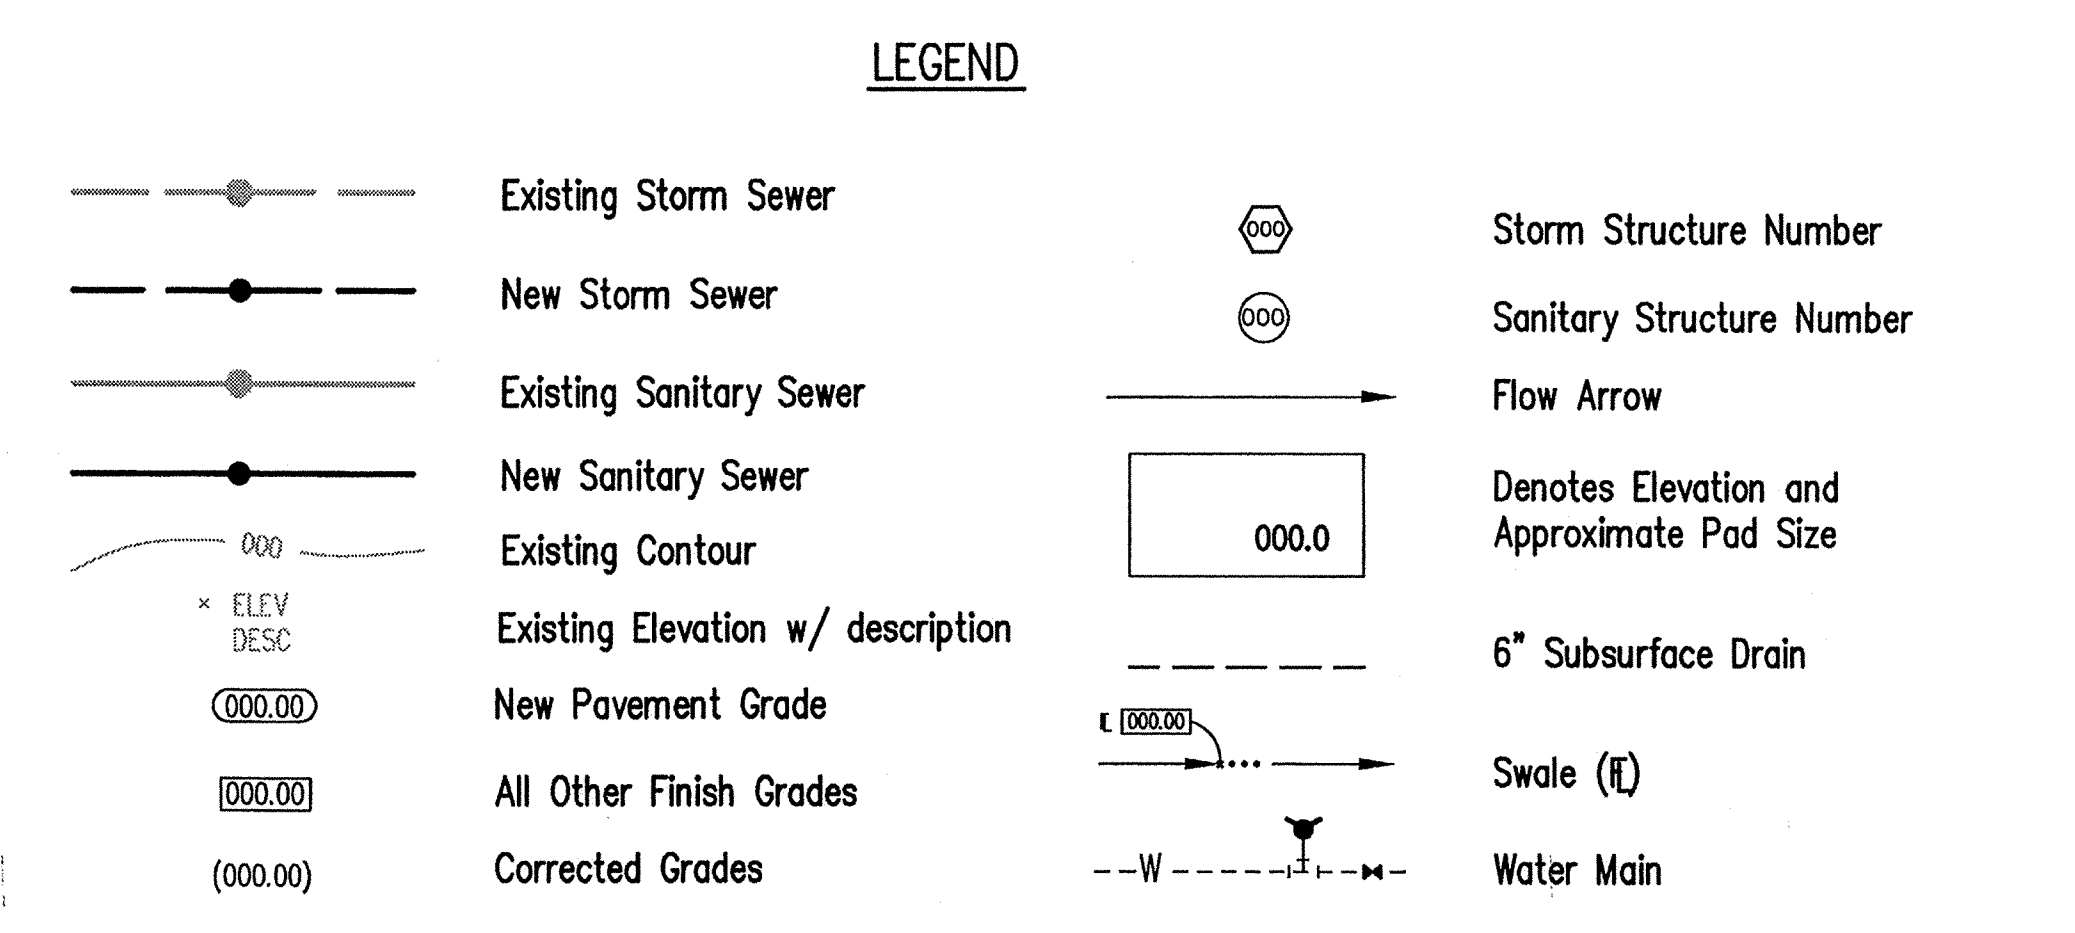 LEGEND
Existing Storm Sewer
New Storm Sewer
Existing Sanitary Sewer
New Sanitary Sewer
000 Existing Contour
× ELEV
DESC
Existing Elevation w/ description
000.00 New Pavement Grade
000.00 All Other Finish Grades
(000.00) Corrected Grades
000 Storm Structure Number
000 Sanitary Structure Number
Flow Arrow
Denotes Elevation and
Approximate Pad Size
000.0
6" Subsurface Drain
000.00
Swale
W Water Main